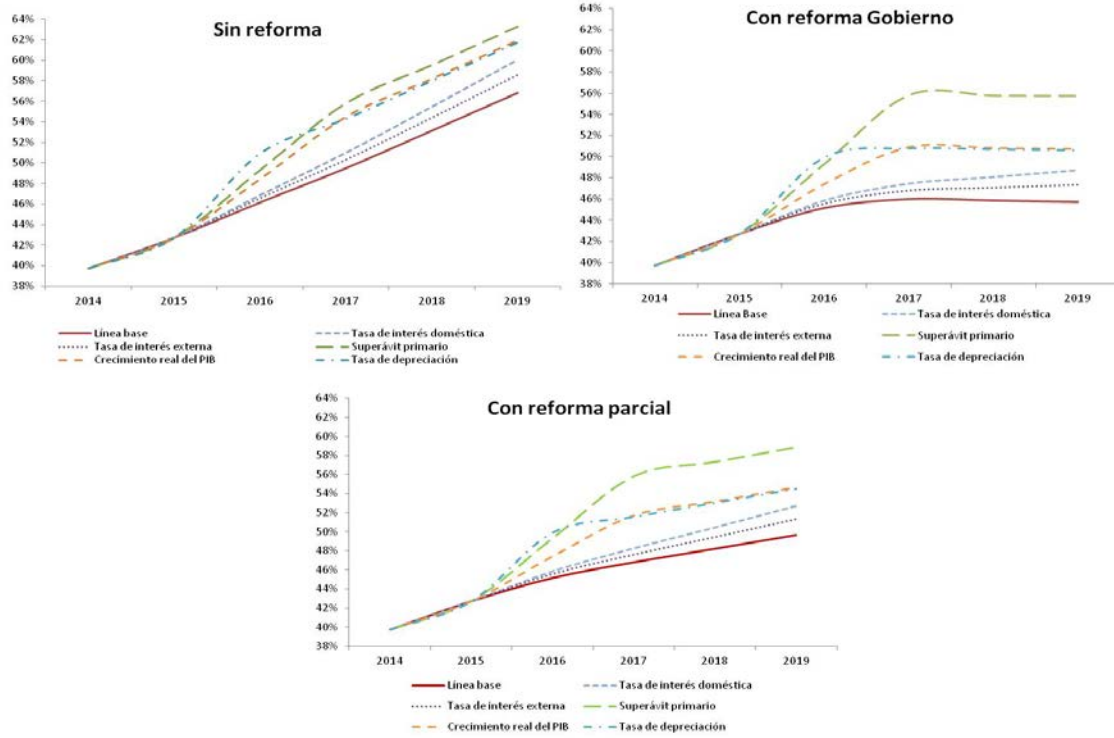 Sin reforma
64%
62%
60%
58%
56%
54%
52%
50%
48%
46%
44%
42%
40%
38%
2014 2015 2016 2017 2018 2019
Línea base Tasa de interés doméstica
Tasa de interés externa Superávit primario
Crecimiento real del PIB Tasa de depreciación
Con reforma Gobierno
64%
62%
60%
58%
56%
54%
52%
50%
48%
46%
44%
42%
40%
38%
2014 2015 2016 2017 2018 2019
Línea Base Tasa de interés doméstica
Tasa de interés externa Superávit primario
Crecimiento real del PIB Tasa de depreciación
Con reforma parcial
64%
62%
60%
58%
56%
54%
52%
50%
48%
46%
44%
42%
40%
38%
2014 2015 2016 2017 2018 2019
Línea base Tasa de interés doméstica
Tasa de interés externa Superávit primario
Crecimiento real del PIB Tasa de depreciación